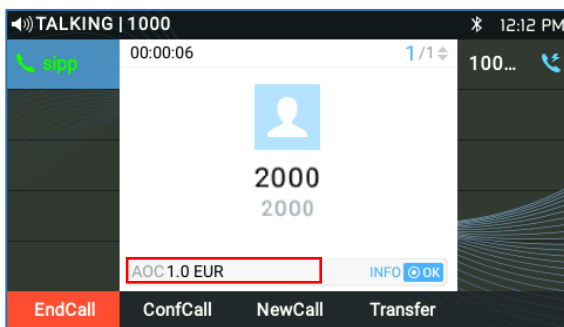 TALKING | 1000 12:12 PM
sipp 00:00:06 1/1 100...
2000
2000
AOC 1.0 EUR INFO OK
EndCall ConfCall NewCall Transfer